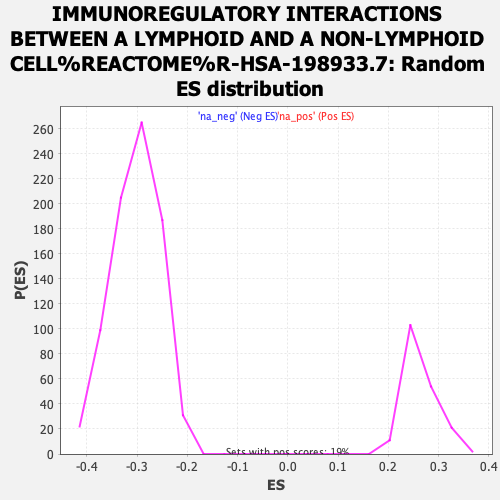 IMMUNOREGULATORY INTERACTIONS
BETWEEN A LYMPHOID AND A NON-LYMPHOID
CELL%REACTOME%R-HSA-198933.7: Random
ES distribution
'na_neg' (Neg ES)'na_pos' (Pos ES)
260
240
220
200
180
160
140
120
100
80
60
40
20
0
P(ES)
Sets with pos scores: 19%
-0.4 -0.3 -0.2 -0.1 0.0 0.1 0.2 0.3 0.4
ES